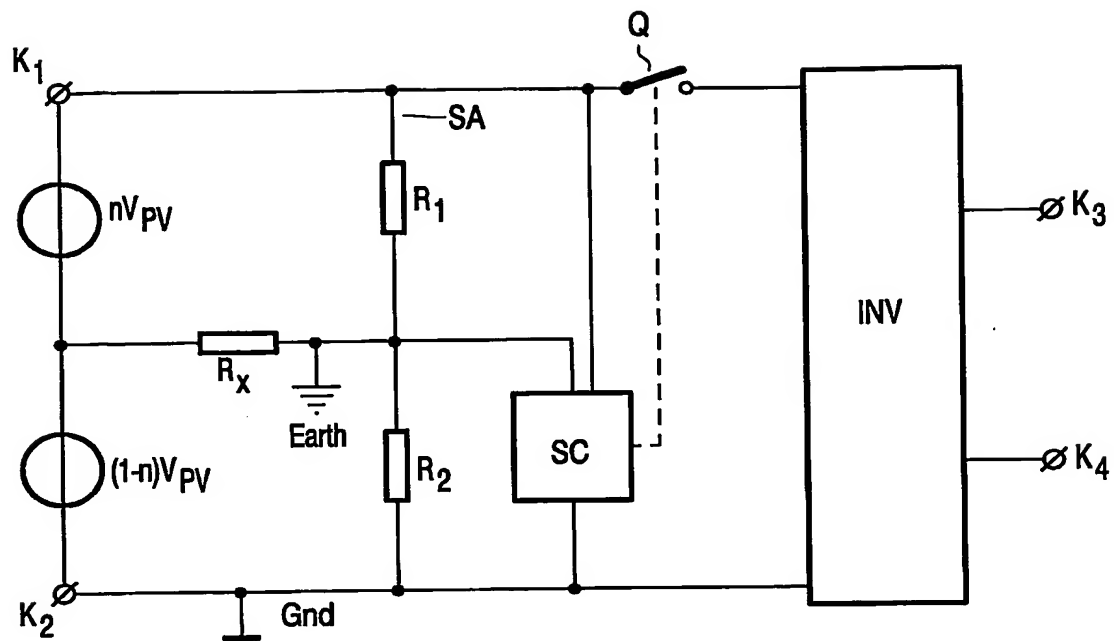 Q
K1
SA
nVPV
R1
K3
INV
Rx
Earth
SC
(1-n)VPV
R2
K4
K2
Gnd